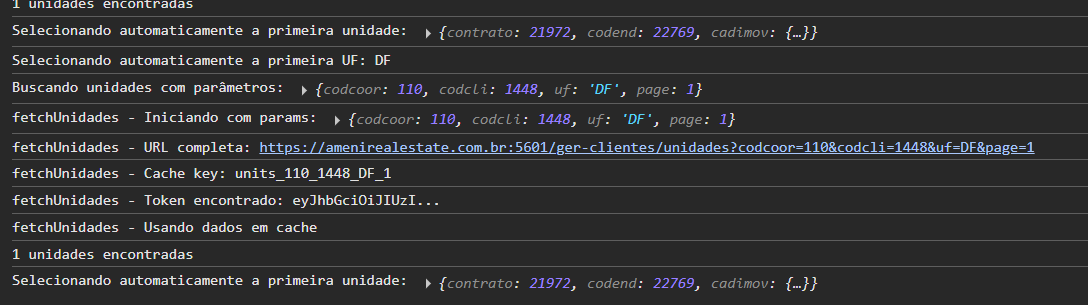 1 unidades encontradas
Selecionando automaticamente a primeira unidade: ▶ {contrato: 21972, codend: 22769, cadimov: {…}}
Selecionando automaticamente a primeira UF: DF
Buscando unidades com parâmetros: ▶ {codcoor: 110, codcli: 1448, uf: 'DF', page: 1}
fetchUnidades - Iniciando com params: ▶ {codcoor: 110, codcli: 1448, uf: 'DF', page: 1}
fetchUnidades - URL completa: https://amenirealestate.com.br:5601/ger-clientes/unidades?codcoor=110&codcli=1448&uf=DF&page=1
fetchUnidades - Cache key: units_110_1448_DF_1
fetchUnidades - Token encontrado: eyJhbGciOiJIUzI...
fetchUnidades - Usando dados em cache
1 unidades encontradas
Selecionando automaticamente a primeira unidade: ▶ {contrato: 21972, codend: 22769, cadimov: {…}}